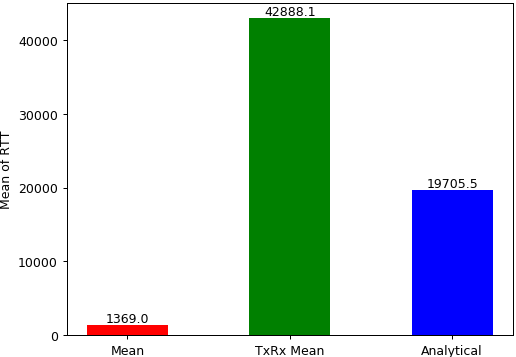 42888.1
40000
30000
Mean of RTT
20000
19705.5
10000
1369.0
0
Mean
TxRx Mean
Analytical